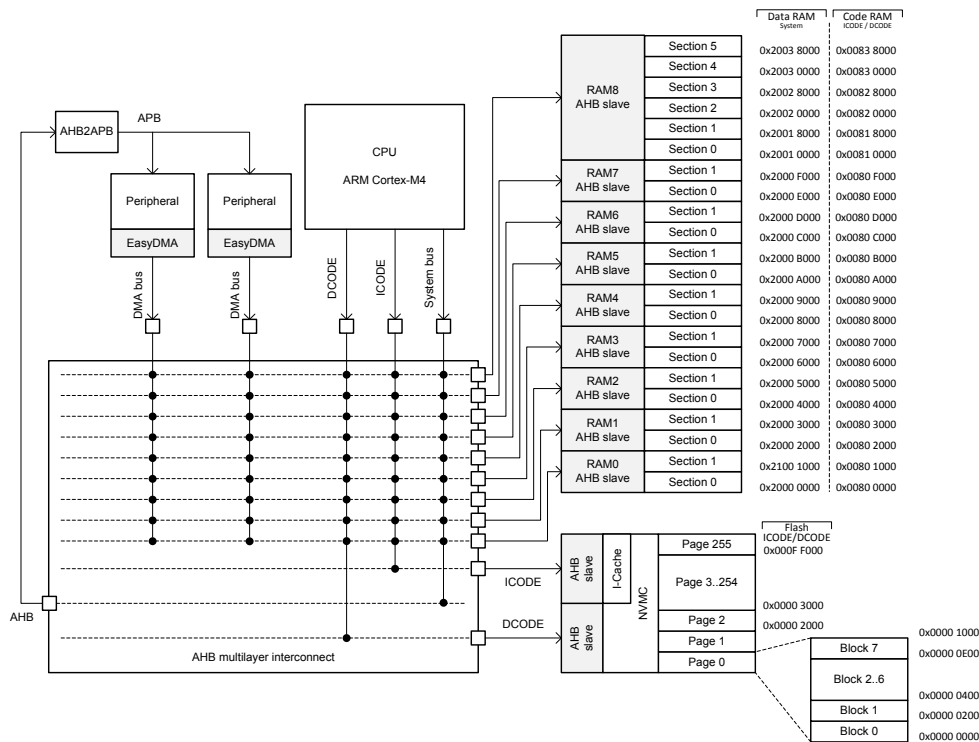 Data RAM
System
Code RAM
ICODE / DCODE
AHB2APB
APB
Peripheral
EasyDMA
Peripheral
EasyDMA
CPU
ARM Cortex-M4
DMA bus
DMA bus
DCODE
ICODE
System bus
RAM8
AHB slave
Section 5
0x2003 8000 0x0083 8000
Section 4
0x2003 0000 0x0083 0000
Section 3
0x2002 8000 0x0082 8000
Section 2
0x2002 0000 0x0082 0000
Section 1
0x2001 8000 0x0081 8000
Section 0
0x2001 0000 0x0081 0000
RAM7
AHB slave
Section 1
0x2000 F000 0x0080 F000
Section 0
0x2000 E000 0x0080 E000
RAM6
AHB slave
Section 1
0x2000 D000 0x0080 D000
Section 0
0x2000 C000 0x0080 C000
RAM5
AHB slave
Section 1
0x2000 B000 0x0080 B000
Section 0
0x2000 A000 0x0080 A000
RAM4
AHB slave
Section 1
0x2000 9000 0x0080 9000
Section 0
0x2000 8000 0x0080 8000
RAM3
AHB slave
Section 1
0x2000 7000 0x0080 7000
Section 0
0x2000 6000 0x0080 6000
RAM2
AHB slave
Section 1
0x2000 5000 0x0080 5000
Section 0
0x2000 4000 0x0080 4000
RAM1
AHB slave
Section 1
0x2000 3000 0x0080 3000
Section 0
0x2000 2000 0x0080 2000
RAM0
AHB slave
Section 1
0x2100 1000 0x0080 1000
Section 0
0x2000 0000 0x0080 0000
Flash
ICODE/DCODE
0x000F F000
ICODE
DCODE
AHB
AHB multilayer interconnect
AHB
slave
AHB
slave
I-Cache
NVMC
Page 255
Page 3..254
0x0000 3000
Page 2
0x0000 2000
Page 1
0x0000 1000
Page 0
Block 7
0x0000 0E00
Block 2..6
0x0000 0400
Block 1
0x0000 0200
Block 0
0x0000 0000